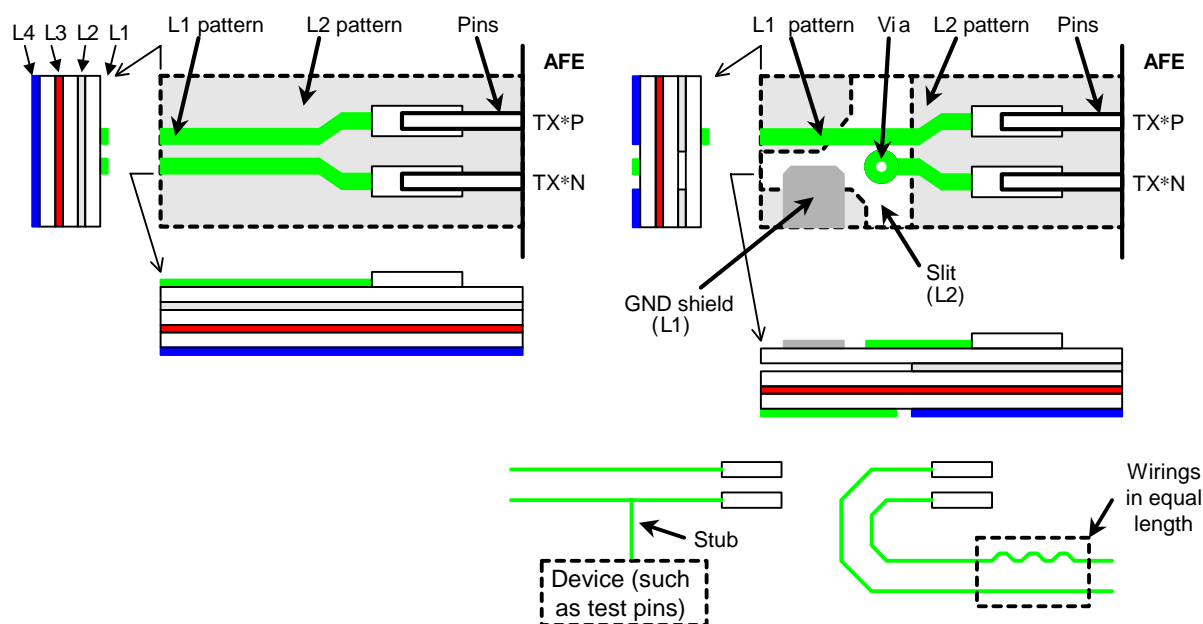 L4 L3 L2 L1
L1 pattern
L2 pattern
Pins
AFE
TX*P
TX*N
L1 pattern
Via
L2 pattern
Pins
AFE
TX*P
TX*N
GND shield
(L1)
Slit
(L2)
Stub
Device (such
as test pins)
Wirings
in equal
length